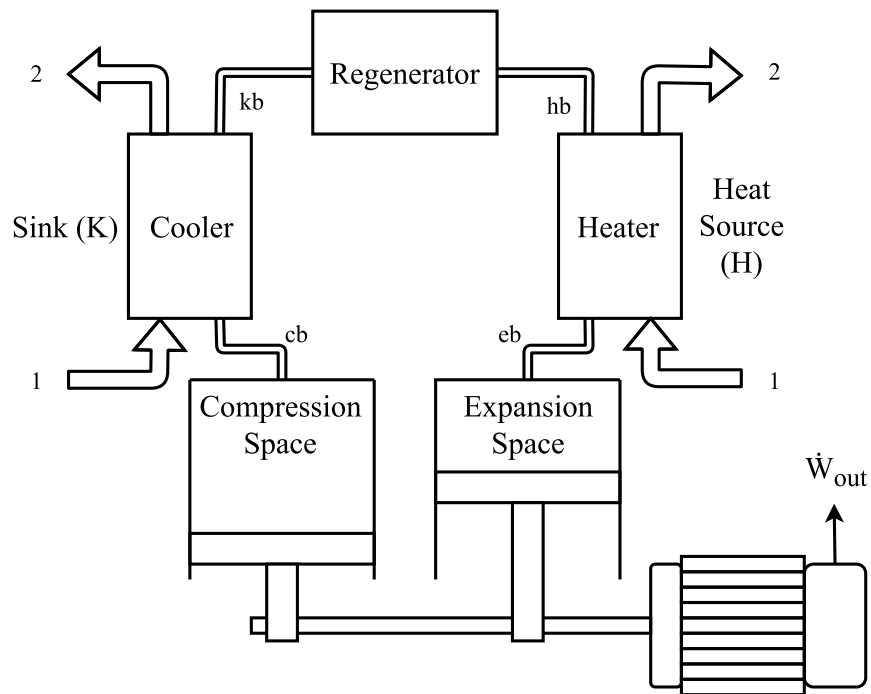 Regenerator
2
2
kb
hb
Heat
Source
(H)
Sink (K)
Cooler
Heater
cb
eb
1
1
Compression
Space
Expansion
Space
Ẇout